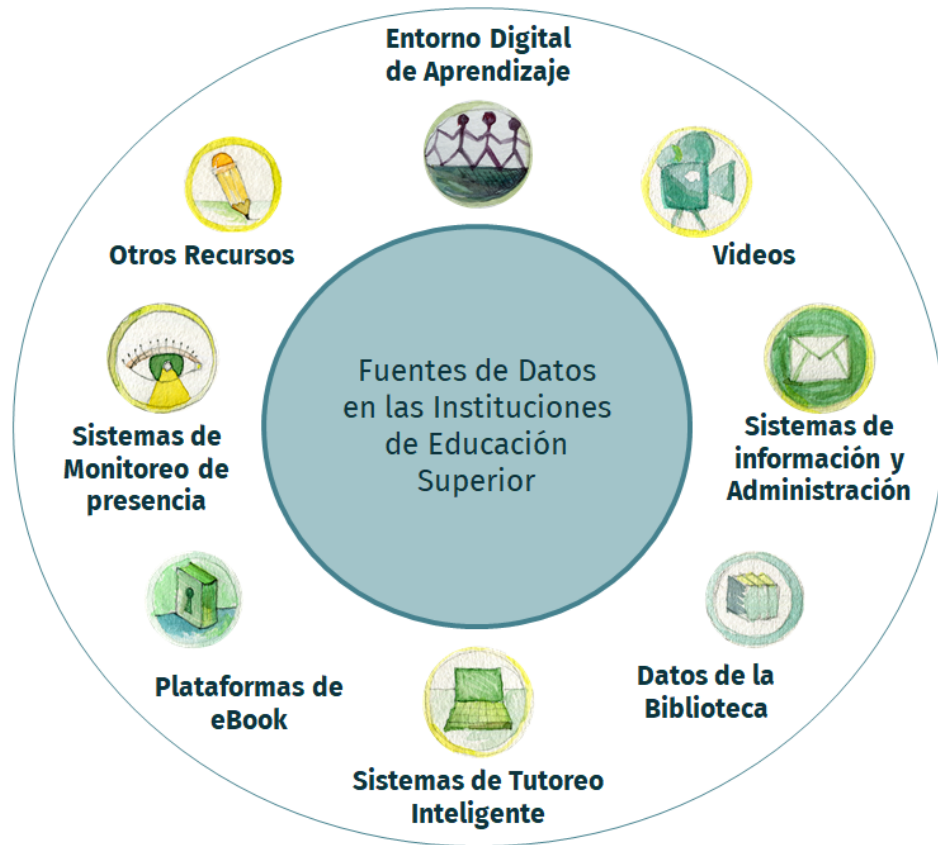 Entorno Digital
de Aprendizaje
Videos
Sistemas de
información y
Administración
Datos de la
Biblioteca
Sistemas de Tutoreo
Inteligente
Plataformas de
eBook
Sistemas de
Monitoreo de
presencia
Otros Recursos
Fuentes de Datos
en las Instituciones
de Educación
Superior